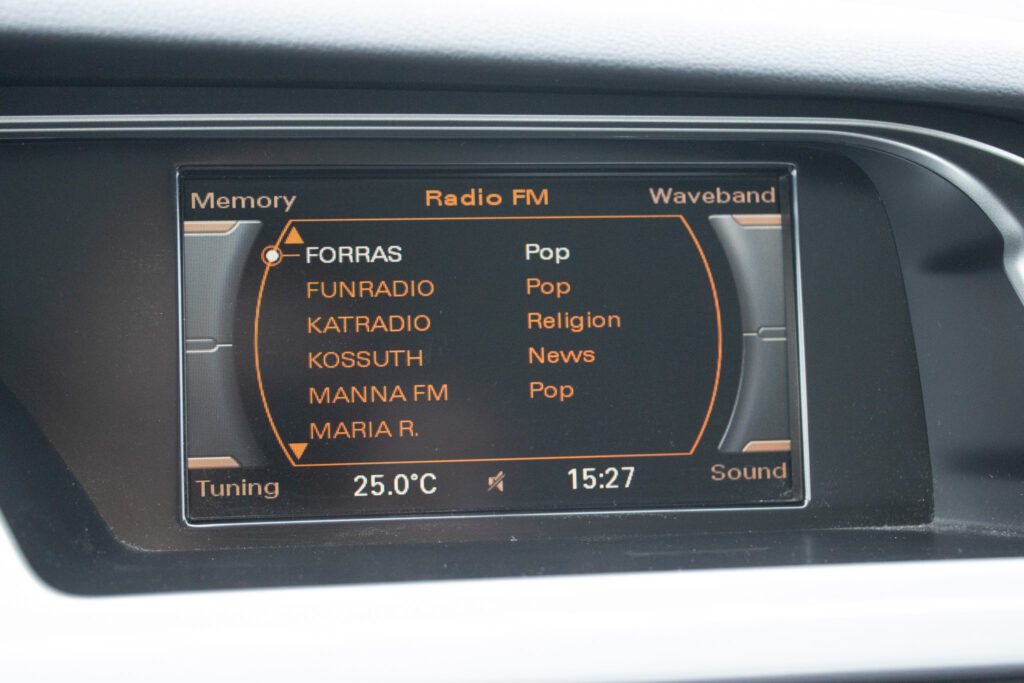 Memory Radio FM Waveband
FORRAS Pop
FUNRADIO Pop
KATRADIO Religion
KOSSUTH News
MANNA FM Pop
MARIA R.
Tuning 25.0°C 15:27 Sound